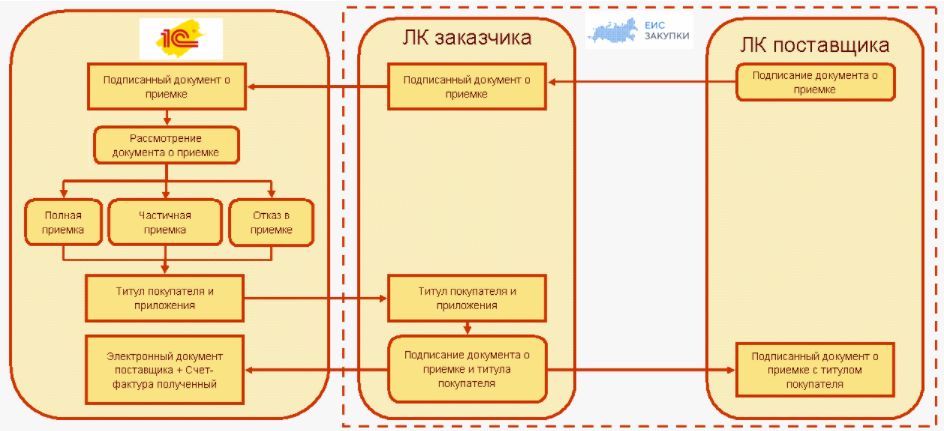 1С
ЛК заказчика
ЕИС
ЗАКУПКИ
ЛК поставщика
Подписанный документ о
приемке
Подписанный документ о
приемке
Подписание документа о
приемке
Рассмотрение
документа о приемке
Полная
приемка
Частичная
приемка
Отказ в
приемке
Титул покупателя и
приложения
Титул покупателя и
приложения
Электронный документ
поставщика + Счет-
фактура полученный
Подписание документа о
приемке и титула
покупателя
Подписанный документ о
приемке с титулом
покупателя